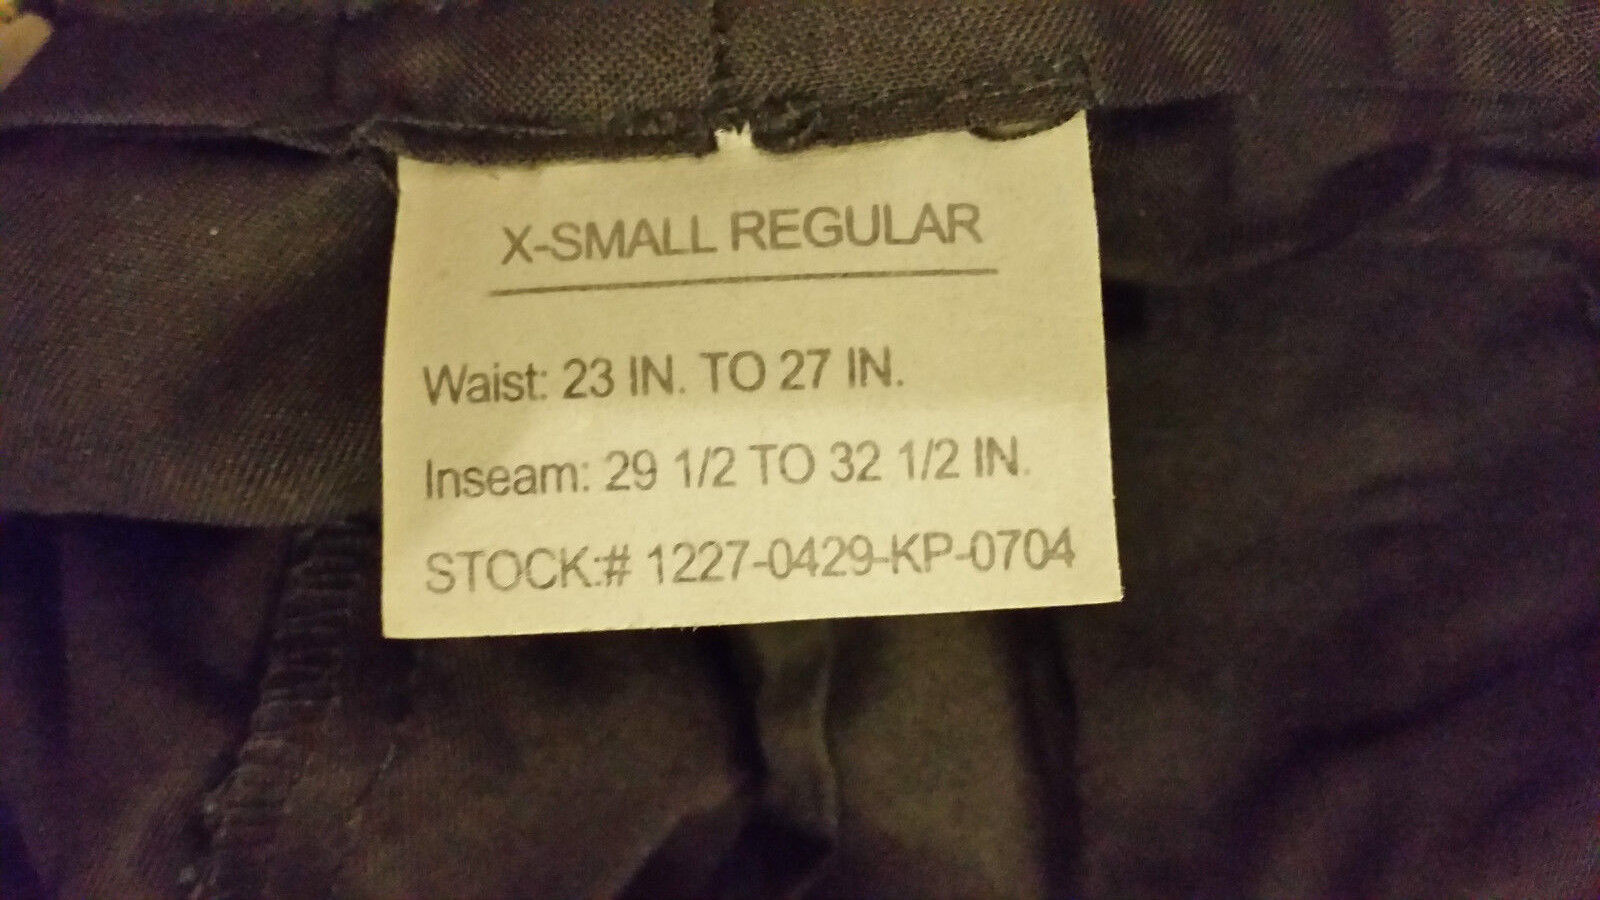 X-SMALL REGULAR
Waist: 23 IN. TO 27 IN.
Inseam: 29 1/2 TO 32 1/2 IN.
STOCK:# 1227-0429-KP-0704